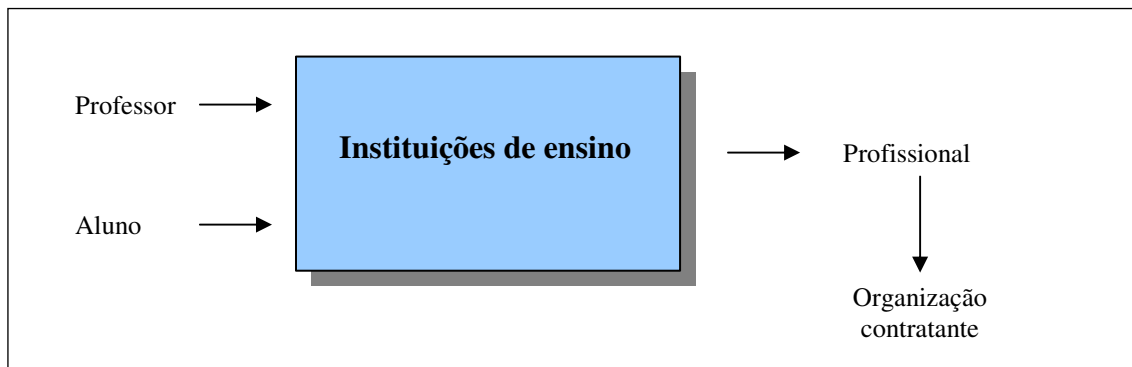 Professor
Instituições de ensino
Profissional
Aluno
Organização
contratante